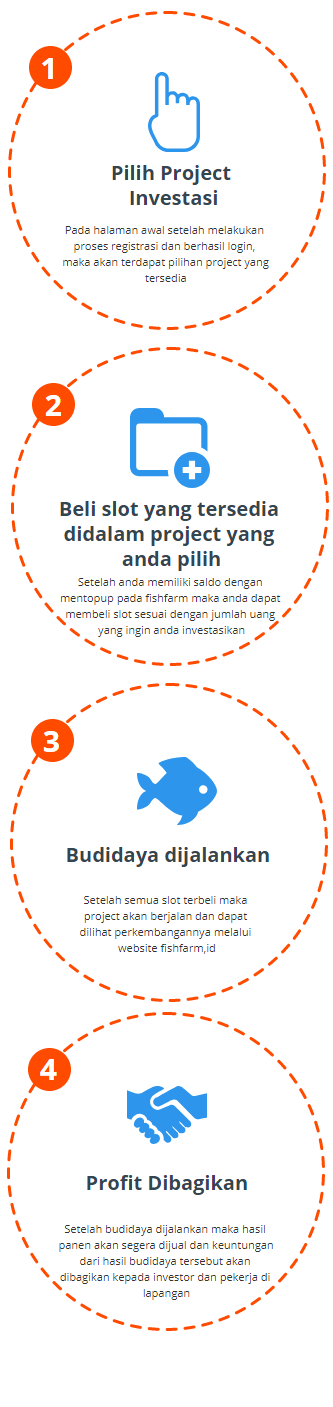 1
Pilih Project
Investasi
Pada halaman awal setelah melakukan
proses registrasi dan berhasil login,
maka akan terdapat pilihan project yang
tersedia
2
Beli slot yang tersedia
didalam project yang
anda pilih
Setelah anda memiliki saldo dengan
mentopup pada fishfarm maka anda dapat
membeli slot sesuai dengan jumlah uang
yang ingin anda investasikan
3
Budidaya dijalankan
Setelah semua slot terbeli maka
project akan berjalan dan dapat
dilihat perkembangannya melalui
website fishfarm,id
4
Profit Dibagikan
Setelah budidaya dijalankan maka hasil
panen akan segera dijual dan keuntungan
dari hasil budidaya tersebut akan
dibagikan kepada investor dan pekerja di
lapangan